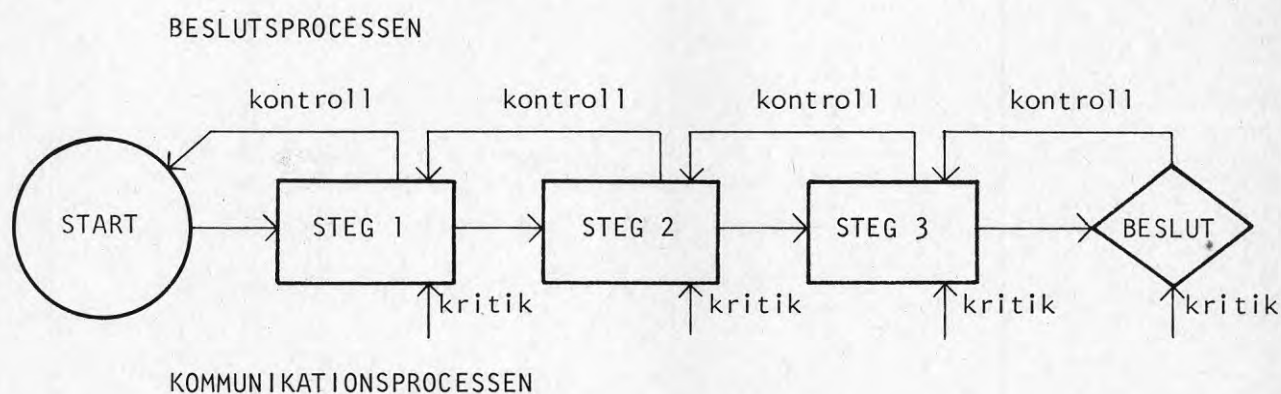 BESLUTSPROCESSEN
kontroll kontroll kontroll kontroll
START STEG 1 STEG 2 STEG 3 BESLUT
kritik kritik kritik kritik
KOMMUNIKATIONSPROCESSEN